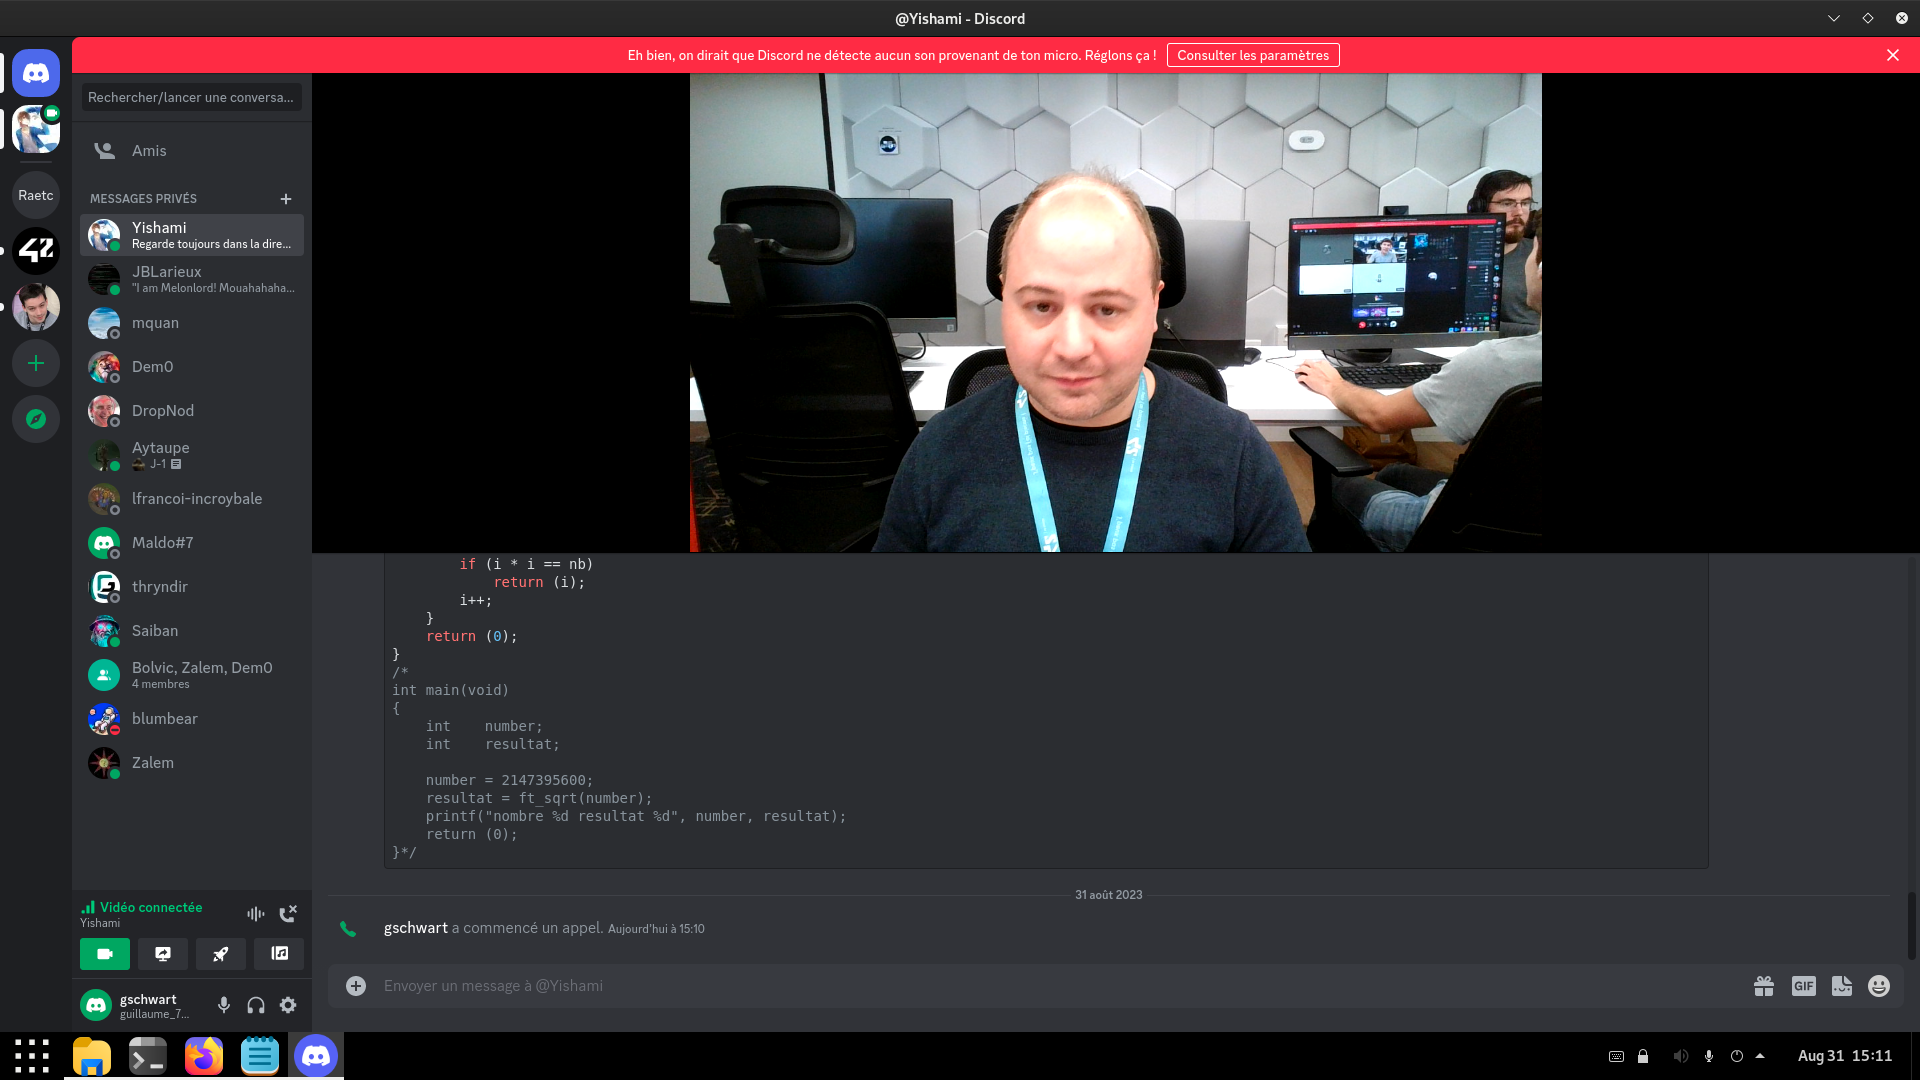 @Yishami - Discord
Eh bien, on dirait que Discord ne détecte aucun son provenant de ton micro. Réglons ça !
Consulter les paramètres
Rechercher/lancer une conversa...
Amis
MESSAGES PRIVÉS
Yishami
Regarde toujours dans la dire...
Raetc
42
JBLarieux
"I am Melonlord! Mouahahaha...
mquan
Dem0
DropNod
Aytaupe
J-1
lfrancoi-incroybale
Maldo#7
thryndir
Saiban
Bolvic, Zalem, Dem0
4 membres
blumbear
Zalem
Vidéo connectée
Yishami
gschwart
guillaume_7...
if (i * i == nb)
return (i);
i++;
}
return (0);
}
/*
int main(void)
{
int number;
int resultat;
number = 2147395600;
resultat = ft_sqrt(number);
printf("nombre %d resultat %d", number, resultat);
return (0);
}*/
31 août 2023
gschwart a commencé un appel. Aujourd'hui à 15:10
Envoyer un message à @Yishami
GIF
Aug 31 15:11